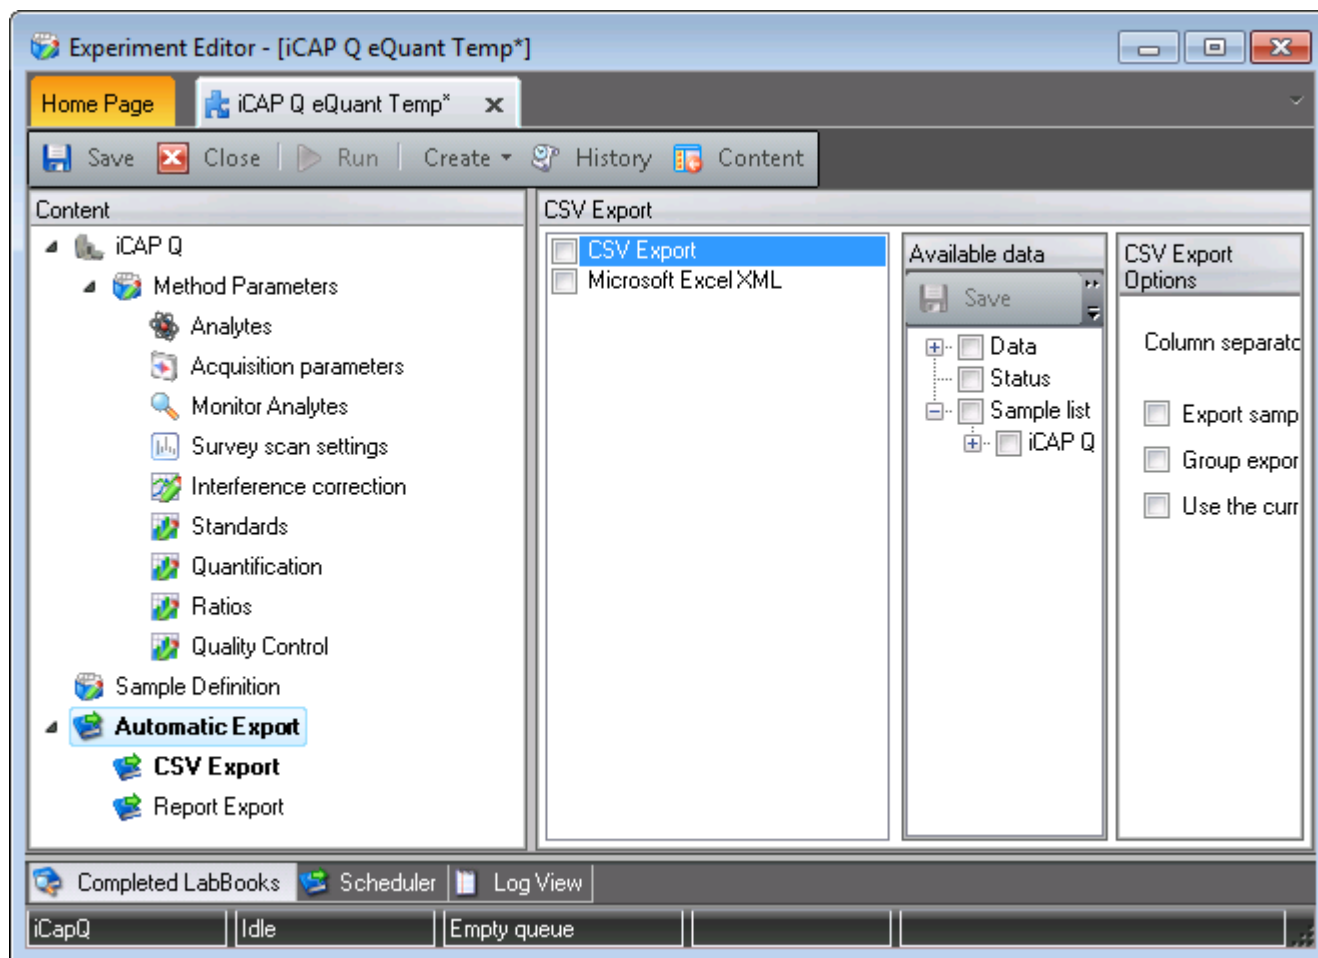 Experiment Editor - [iCAP Q eQuant Temp*]
Home Page
iCAP Q eQuant Temp*
Save Close Run Create History Content
Content
iCAP Q
Method Parameters
Analytes
Acquisition parameters
Monitor Analytes
Survey scan settings
Interference correction
Standards
Quantification
Ratios
Quality Control
Sample Definition
Automatic Export
CSV Export
Report Export
CSV Export
CSV Export
Microsoft Excel XML
Available data
Save
Data
Status
Sample list
iCAP Q
CSV Export
Options
Column separatc
Export samp
Group expor
Use the curr
Completed LabBooks Scheduler Log View
iCapQ Idle Empty queue